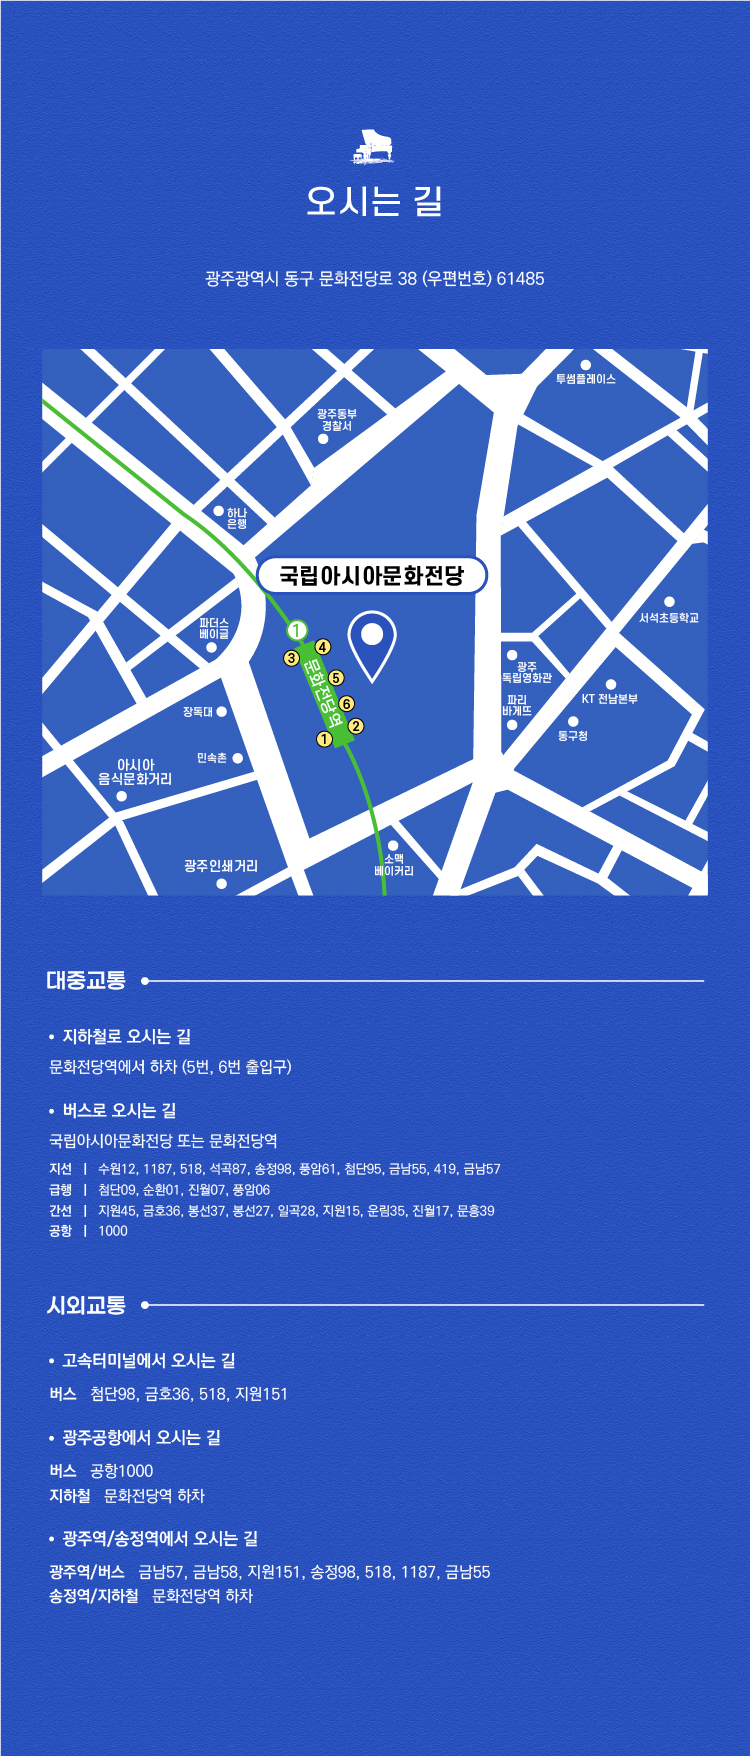 오시는 길
광주광역시 동구 문화전당로 38 (우편번호) 61485
투썸플레이스
광주동부
경찰서
하나
은행
국립아시아문화전당
서석초등학교
파더스
베이글
1
4
3
문화전당역
5
6
2
1
광주
독립영화관
KT 전남본부
파리
바게뜨
장독대
동구청
민속촌
아시아
음식문화거리
소맥
베이커리
광주인쇄거리
대중교통
• 지하철로 오시는 길
문화전당역에서 하차 (5번, 6번 출입구)
• 버스로 오시는 길
국립아시아문화전당 또는 문화전당역
지선 | 수원12, 1187, 518, 석곡87, 송정98, 풍암61, 첨단95, 금남55, 419, 금남57
급행 | 첨단09, 순환01, 진월07, 풍암06
간선 | 지원45, 금호36, 봉선37, 봉선27, 일곡28, 지원15, 운림35, 진월17, 문흥39
공항 | 1000
시외교통
• 고속터미널에서 오시는 길
버스 첨단98, 금호36, 518, 지원151
• 광주공항에서 오시는 길
버스 공항1000
지하철 문화전당역 하차
• 광주역/송정역에서 오시는 길
광주역/버스 금남57, 금남58, 지원151, 송정98, 518, 1187, 금남55
송정역/지하철 문화전당역 하차